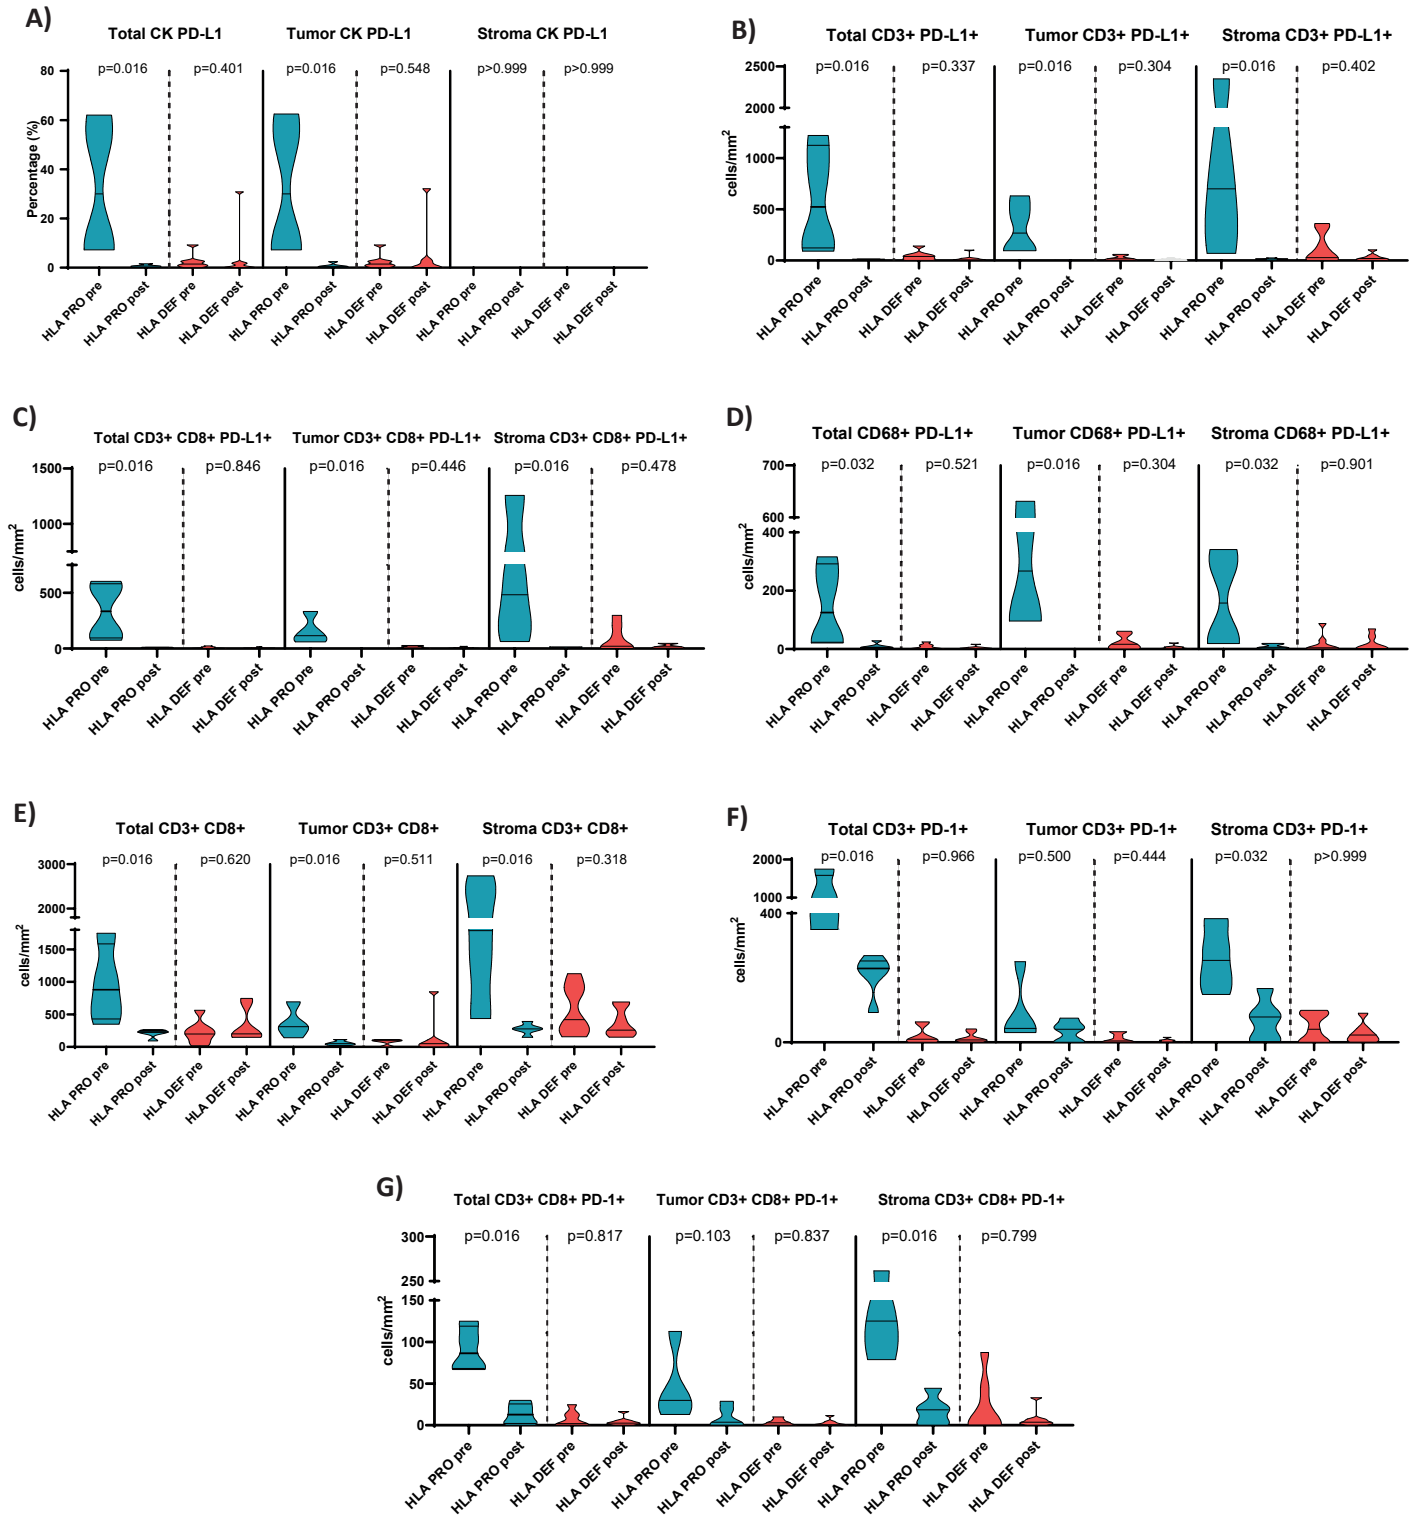 A)
Total CK PD-L1 Tumor CK PD-L1 Stroma CK PD-L1
p=0.016 p=0.401 p=0.016 p=0.548 p>0.999 p>0.999
Percentage (%)
80
60
40
20
0
HLA PRO pre HLA PRO post HLA DEF pre HLA DEF post HLA PRO pre HLA PRO post HLA DEF pre HLA DEF post HLA PRO pre HLA PRO post HLA DEF pre HLA DEF post
B)
Total CD3+ PD-L1+ Tumor CD3+ PD-L1+ Stroma CD3+ PD-L1+
p=0.016 p=0.337 p=0.016 p=0.304 p=0.016 p=0.402
cells/mm²
2500
2000
1000
500
0
HLA PRO pre HLA PRO post HLA DEF pre HLA DEF post HLA PRO pre HLA PRO post HLA DEF pre HLA DEF post HLA PRO pre HLA PRO post HLA DEF pre HLA DEF post
C)
Total CD3+ CD8+ PD-L1+ Tumor CD3+ CD8+ PD-L1+ Stroma CD3+ CD8+ PD-L1+
p=0.016 p=0.846 p=0.016 p=0.446 p=0.016 p=0.478
cells/mm²
1500
1000
500
0
HLA PRO pre HLA PRO post HLA DEF pre HLA DEF post HLA PRO pre HLA PRO post HLA DEF pre HLA DEF post HLA PRO pre HLA PRO post HLA DEF pre HLA DEF post
D)
Total CD68+ PD-L1+ Tumor CD68+ PD-L1+ Stroma CD68+ PD-L1+
p=0.032 p=0.521 p=0.016 p=0.304 p=0.032 p=0.901
cells/mm²
700
600
400
200
0
HLA PRO pre HLA PRO post HLA DEF pre HLA DEF post HLA PRO pre HLA PRO post HLA DEF pre HLA DEF post HLA PRO pre HLA PRO post HLA DEF pre HLA DEF post
E)
Total CD3+ CD8+ Tumor CD3+ CD8+ Stroma CD3+ CD8+
p=0.016 p=0.620 p=0.016 p=0.511 p=0.016 p=0.318
cells/mm²
3000
2000
1500
1000
500
0
HLA PRO pre HLA PRO post HLA DEF pre HLA DEF post HLA PRO pre HLA PRO post HLA DEF pre HLA DEF post HLA PRO pre HLA PRO post HLA DEF pre HLA DEF post
F)
Total CD3+ PD-1+ Tumor CD3+ PD-1+ Stroma CD3+ PD-1+
p=0.016 p=0.966 p=0.500 p=0.444 p=0.032 p>0.999
cells/mm²
2000
1000
400
0
HLA PRO pre HLA PRO post HLA DEF pre HLA DEF post HLA PRO pre HLA PRO post HLA DEF pre HLA DEF post HLA PRO pre HLA PRO post HLA DEF pre HLA DEF post
G)
Total CD3+ CD8+ PD-1+ Tumor CD3+ CD8+ PD-1+ Stroma CD3+ CD8+ PD-1+
p=0.016 p=0.817 p=0.103 p=0.837 p=0.016 p=0.799
cells/mm²
300
250
150
100
50
0
HLA PRO pre HLA PRO post HLA DEF pre HLA DEF post HLA PRO pre HLA PRO post HLA DEF pre HLA DEF post HLA PRO pre HLA PRO post HLA DEF pre HLA DEF post